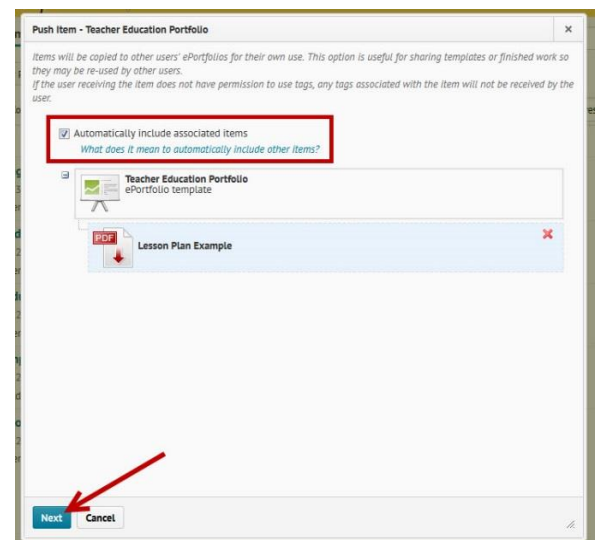 Push Item - Teacher Education Portfolio
Items will be copied to other users' ePortfolios for their own use. This option is useful for sharing templates or finished work so
they may be re-used by other users.
If the user receiving the item does not have permission to use tags, any tags associated with the item will not be received by the
user.
Automatically include associated items
What does it mean to automatically include other items?
Teacher Education Portfolio
ePortfolio template
PDF
Lesson Plan Example
Next Cancel